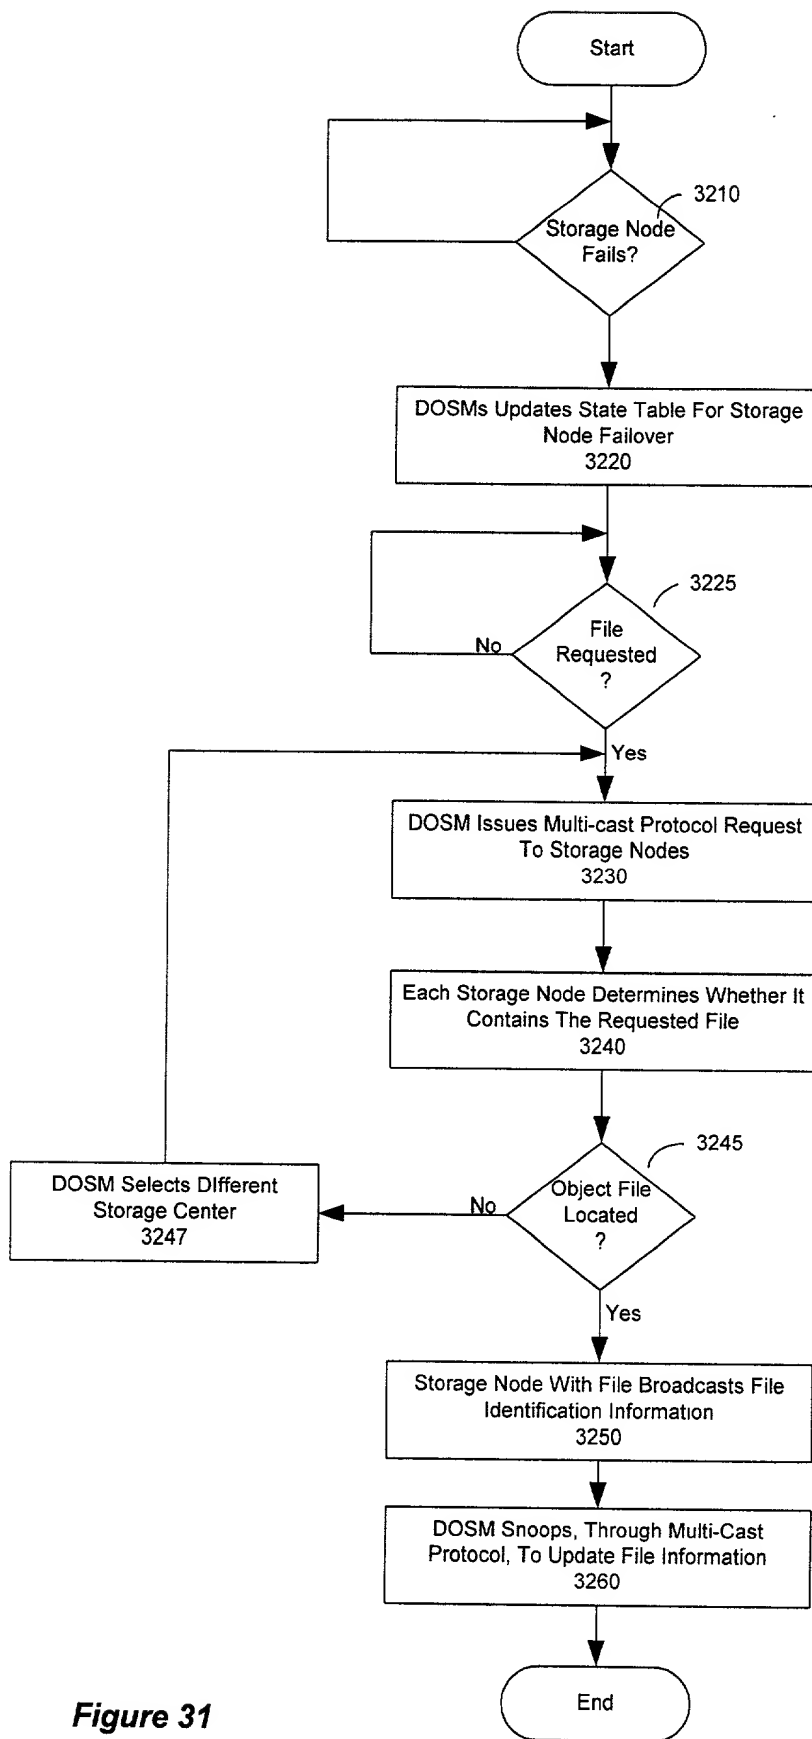 Start
3210
Storage Node
Fails?
DOSMs Updates State Table For Storage
Node Failover
3220
3225
File
Requested
?
No
Yes
DOSM Issues Multi-cast Protocol Request
To Storage Nodes
3230
Each Storage Node Determines Whether It
Contains The Requested File
3240
3245
Object File
Located
?
No
DOSM Selects DIfferent
Storage Center
3247
Yes
Storage Node With File Broadcasts File
Identification Information
3250
DOSM Snoops, Through Multi-Cast
Protocol, To Update File Information
3260
End
Figure 31